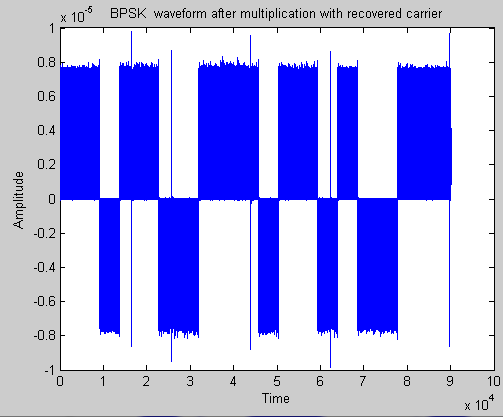 BPSK waveform after multiplication with recovered carrier
x 10^-5
1
0.8
0.6
0.4
0.2
0
-0.2
-0.4
-0.6
-0.8
-1
Amplitude
0 1 2 3 4 5 6 7 8 9 10
Time
x 10^4